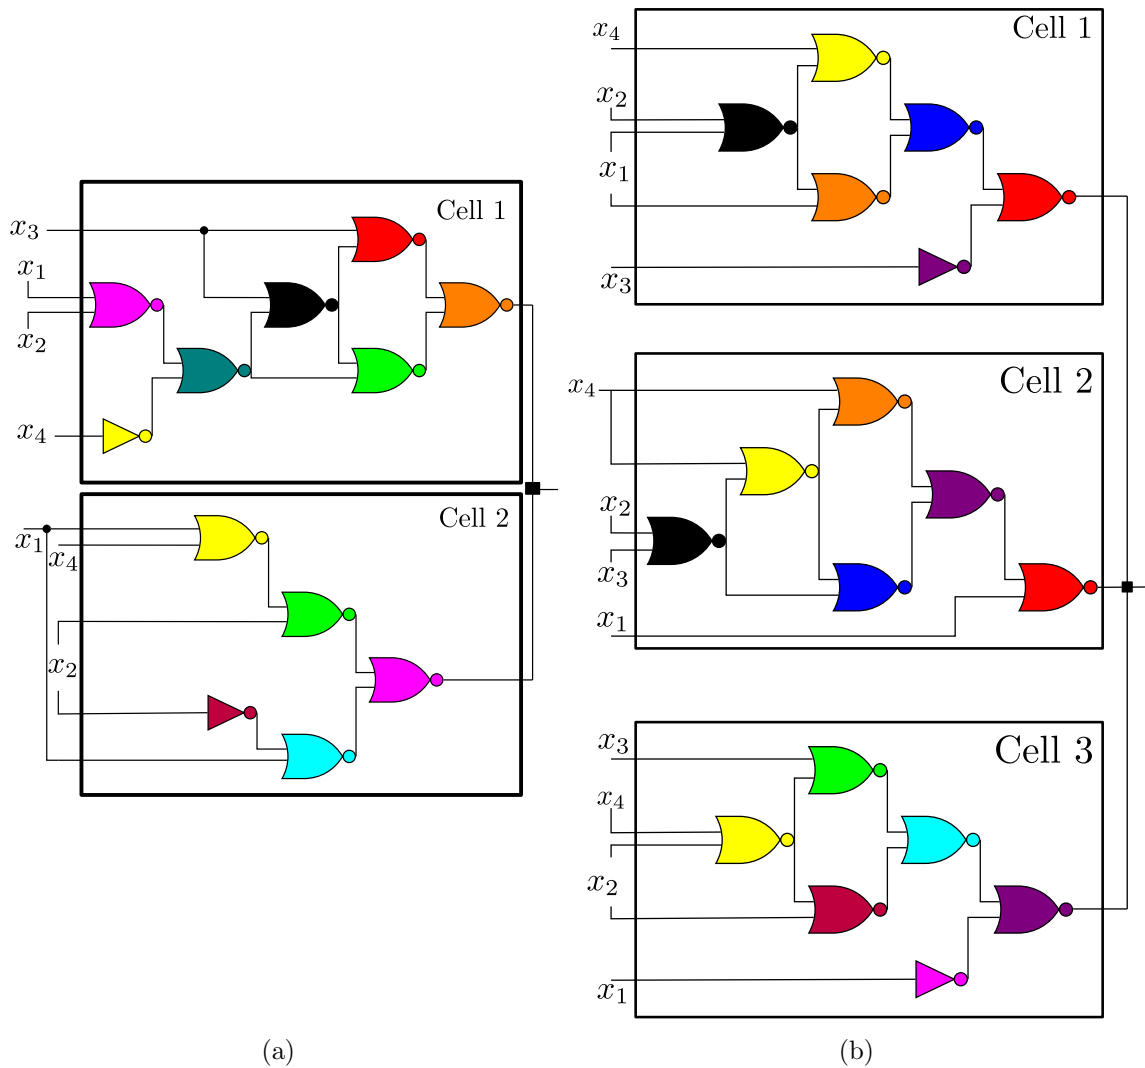 x₃
Cell 1
x₁
x₂
x₄
Cell 2
x₁
x₄
x₂
(a)
x₄
Cell 1
x₂
x₁
x₃
x₄
Cell 2
x₂
x₃
x₁
x₃
Cell 3
x₄
x₂
x₁
(b)